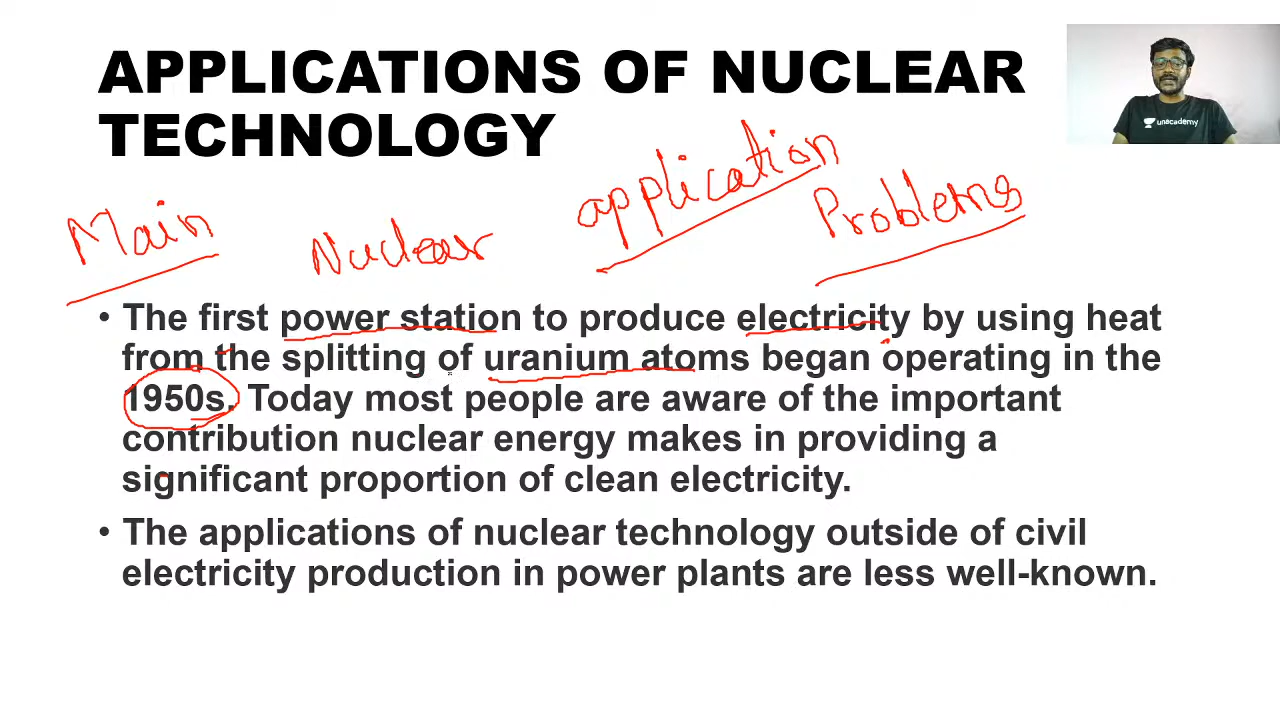 APPLICATIONS OF NUCLEAR
TECHNOLOGY
unacademy
Main Nuclear application Problems
• The first power station to produce electricity by using heat
from the splitting of uranium atoms began operating in the
1950s. Today most people are aware of the important
contribution nuclear energy makes in providing a
significant proportion of clean electricity.
• The applications of nuclear technology outside of civil
electricity production in power plants are less well-known.